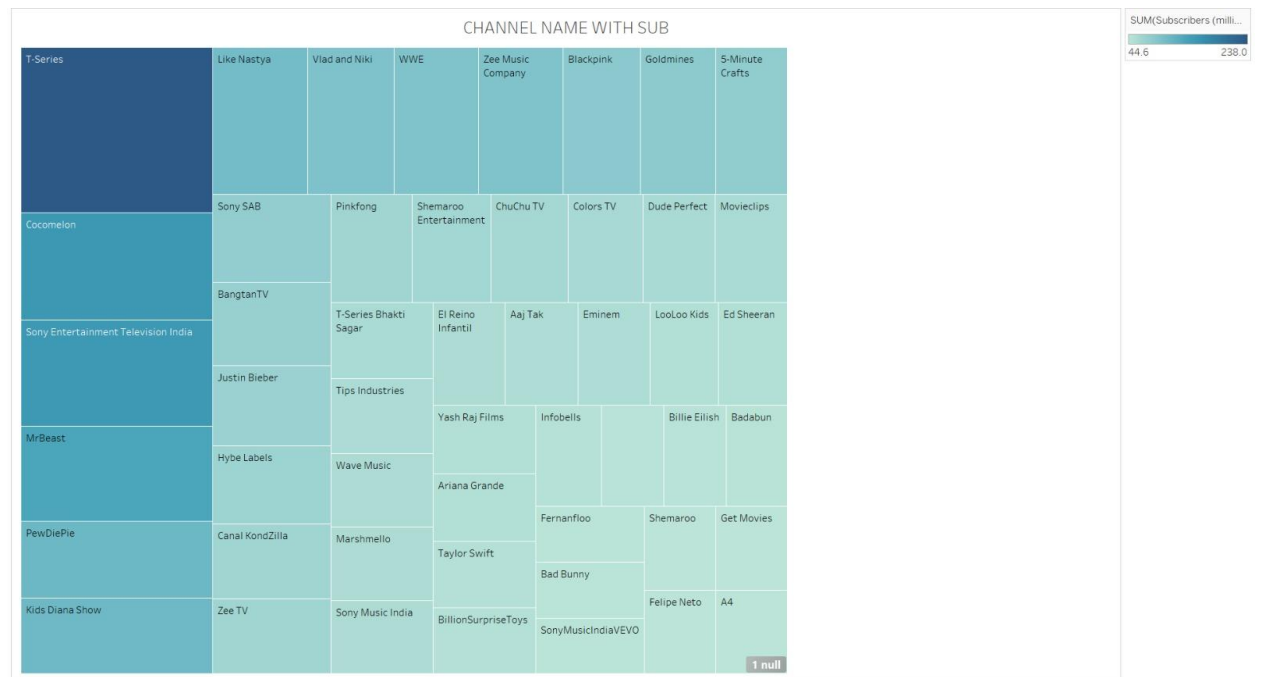 CHANNEL NAME WITH SUB
SUM(Subscribers (milli...
44.6 238.0
T-Series
Like Nastya
Vlad and Niki
WWE
Zee Music
Company
Blackpink
Goldmines
5-Minute
Crafts
Cocomelon
Sony SAB
Pinkfong
Shemaroo
Entertainment
ChuChu TV
Colors TV
Dude Perfect
Movieclips
BangtanTV
Sony Entertainment Television India
T-Series Bhakti
Sagar
El Reino
Infantil
Aaj Tak
Eminem
LooLoo Kids
Ed Sheeran
Justin Bieber
Tips Industries
MrBeast
Yash Raj Films
Infobells
Billie Eilish
Badabun
Hybe Labels
Wave Music
Ariana Grande
PewDiePie
Canal KondZilla
Marshmello
Fernanfloo
Shemaroo
Get Movies
Taylor Swift
Bad Bunny
Kids Diana Show
Zee TV
Sony Music India
BillionSurpriseToys
SonyMusicIndiaVEVO
Felipe Neto
A4
1 null